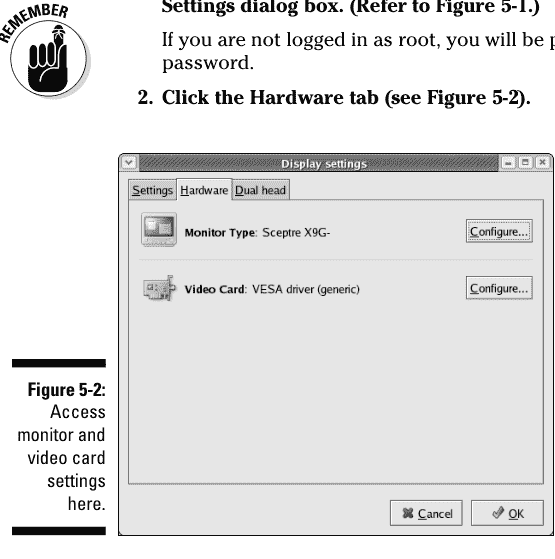 REMEMBER
Settings dialog box. (Refer to Figure 5-1.)
If you are not logged in as root, you will be
password.
2. Click the Hardware tab (see Figure 5-2).
Display settings
Settings Hardware Dual head
Monitor Type: Sceptre X9G-
Configure...
Video Card: VESA driver (generic)
Configure...
Cancel OK
Figure 5-2:
Access
monitor and
video card
settings
here.